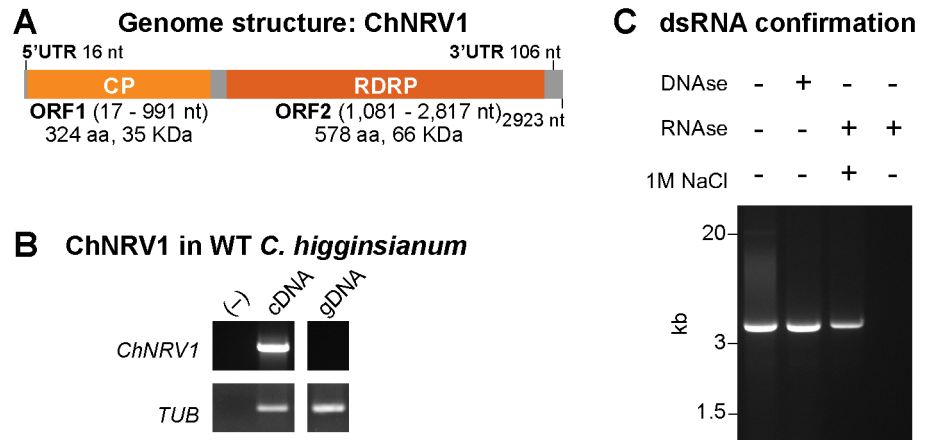 A Genome structure: ChNRV1
5'UTR 16 nt 3'UTR 106 nt
CP RDRP
ORF1 (17 - 991 nt) ORF2 (1,081 - 2,817 nt) 2923 nt
324 aa, 35 KDa 578 aa, 66 KDa
B ChNRV1 in WT C. higginsianum
(–) cDNA gDNA
ChNRV1
TUB
C dsRNA confirmation
DNAse - + - -
RNAse - - + +
1M NaCl - - + -
20
kb
3
1.5